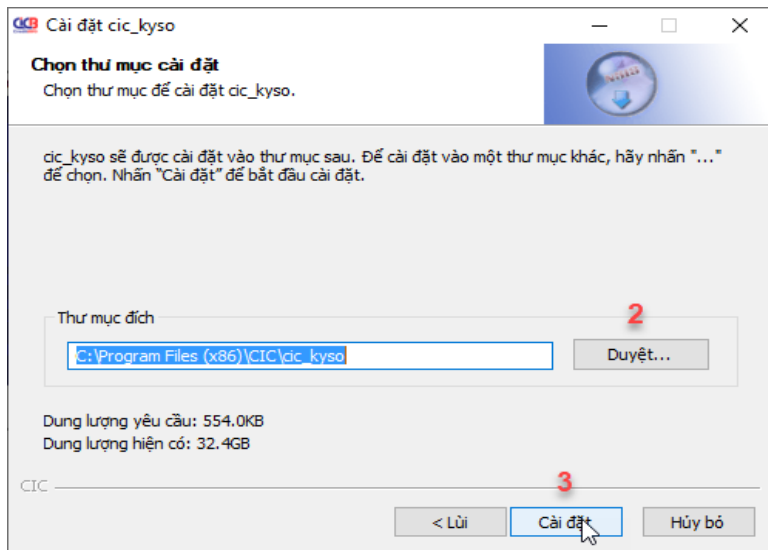 CICB Cài đặt cic_kyso
Chọn thư mục cài đặt
Chọn thư mục để cài đặt cic_kyso.
cic_kyso sẽ được cài đặt vào thư mục sau. Để cài đặt vào một thư mục khác, hãy nhấn "..."
để chọn. Nhấn "Cài đặt" để bắt đầu cài đặt.
Thư mục đích
2
C:\Program Files (x86)\CIC\cic_kyso
Duyệt...
Dung lượng yêu cầu: 554.0KB
Dung lượng hiện có: 32.4GB
CIC
3
< Lùi
Cài đặt
Hủy bỏ